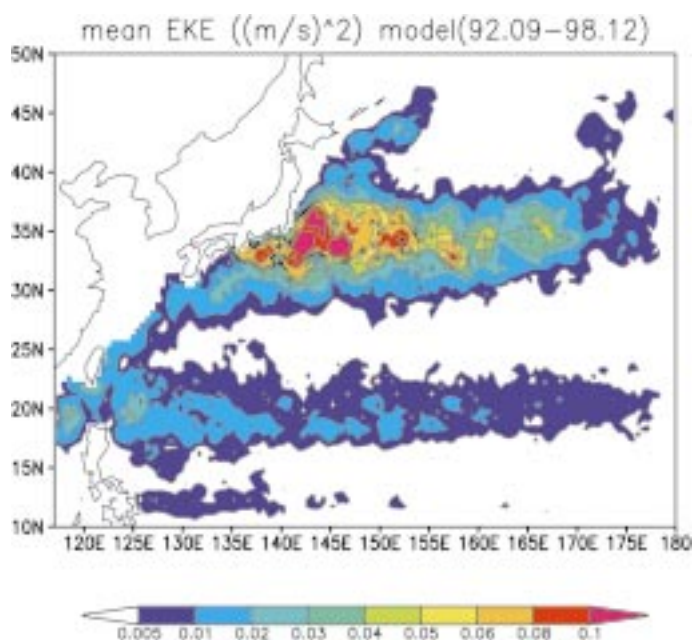 mean EKE ((m/s)^2) model(92.09-98.12)
50N
45N
40N
35N
30N
25N
20N
15N
10N
120E 125E 130E 135E 140E 145E 150E 155E 160E 165E 170E 175E 180
0.005 0.01 0.02 0.03 0.04 0.05 0.06 0.08 0.1